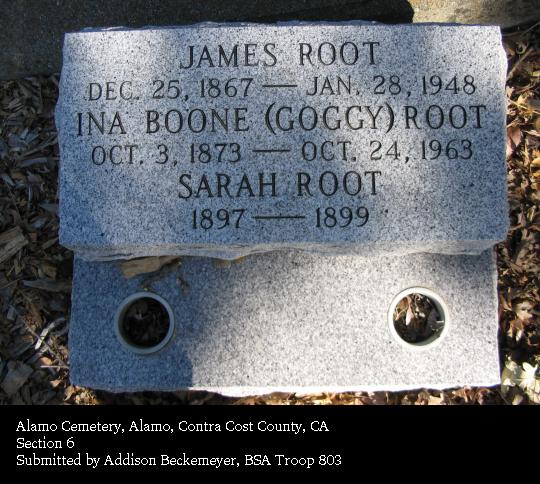 JAMES ROOT
DEC. 25, 1867 — JAN. 28, 1948
INA BOONE (GOGGY) ROOT
OCT. 3, 1873 — OCT. 24, 1963
SARAH ROOT
1897 — 1899
Alamo Cemetery, Alamo, Contra Cost County, CA
Section 6
Submitted by Addison Beckemeyer, BSA Troop 803